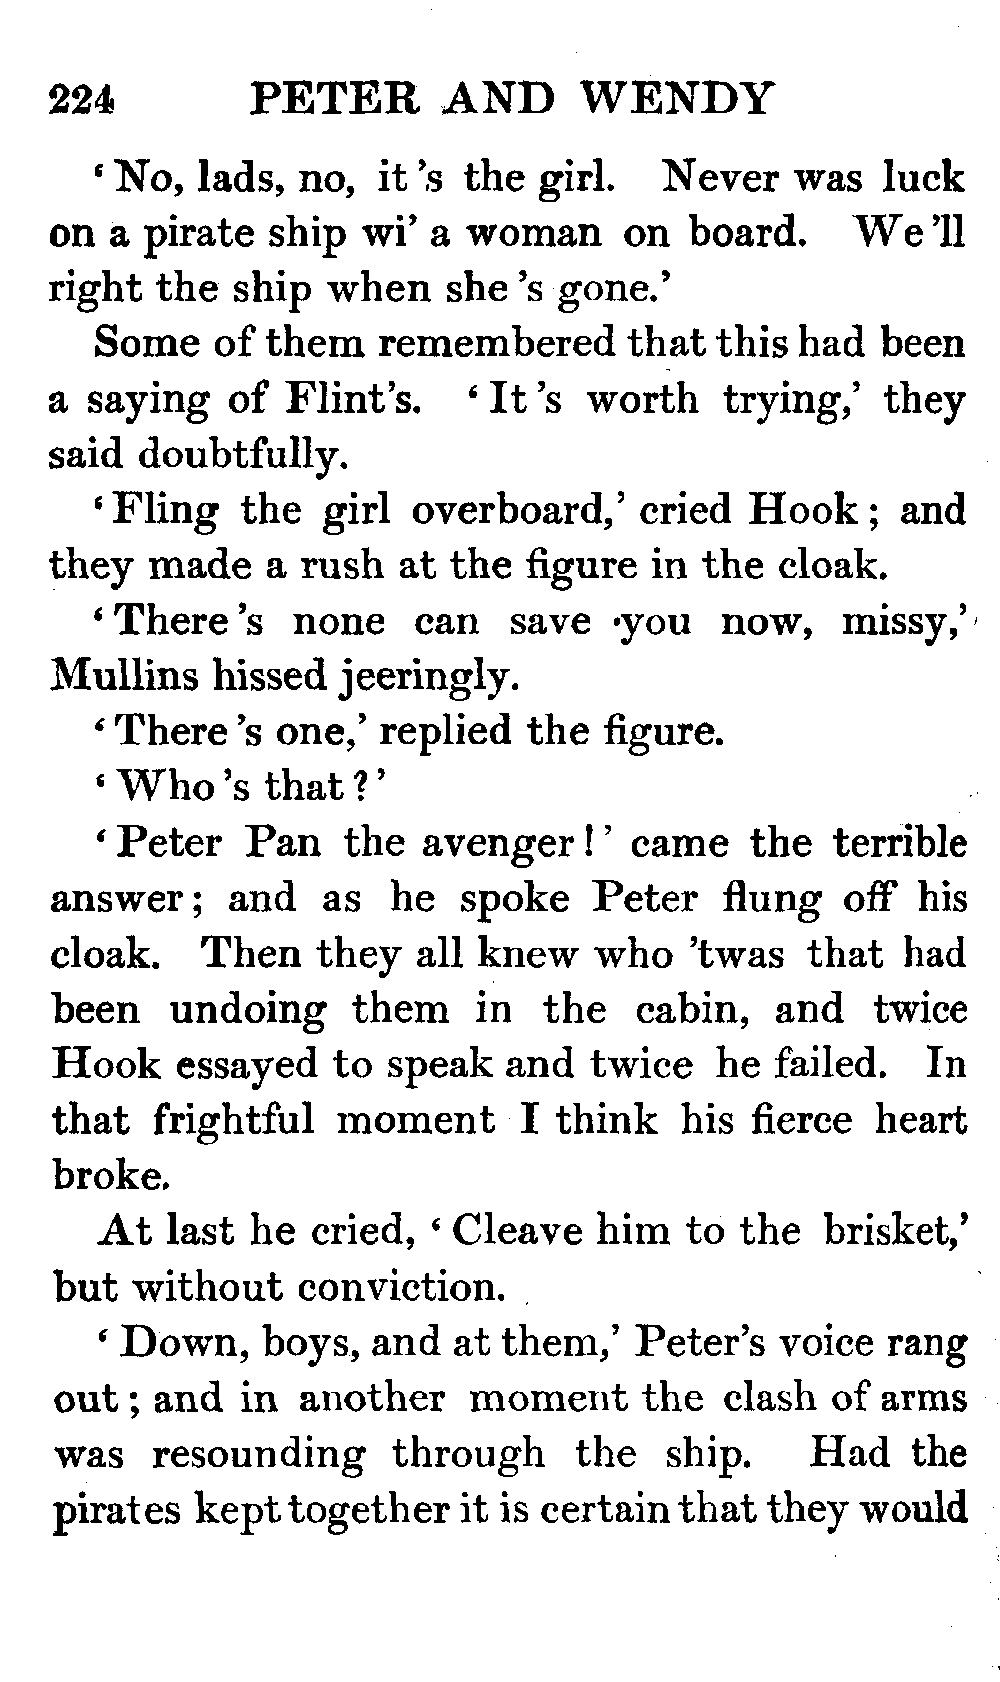 224 PETER AND WENDY
‘No, lads, no, it’s the girl. Never was luck
on a pirate ship wi’ a woman on board. We’ll
right the ship when she’s gone.’
Some of them remembered that this had been
a saying of Flint’s. ‘It’s worth trying,’ they
said doubtfully.
‘Fling the girl overboard,’ cried Hook; and
they made a rush at the figure in the cloak.
‘There’s none can save you now, missy,’
Mullins hissed jeeringly.
‘There’s one,’ replied the figure.
‘Who’s that?’
‘Peter Pan the avenger!’ came the terrible
answer; and as he spoke Peter flung off his
cloak. Then they all knew who ’twas that had
been undoing them in the cabin, and twice
Hook essayed to speak and twice he failed. In
that frightful moment I think his fierce heart
broke.
At last he cried, ‘Cleave him to the brisket,’
but without conviction.
‘Down, boys, and at them,’ Peter’s voice rang
out; and in another moment the clash of arms
was resounding through the ship. Had the
pirates kept together it is certain that they would